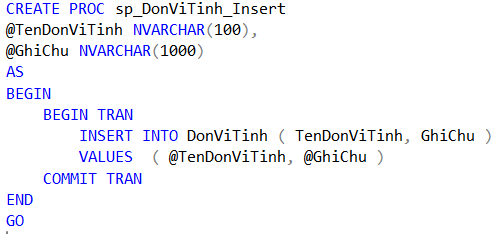 CREATE PROC sp_DonViTinh_Insert
@TenDonViTinh NVARCHAR(100),
@GhiChu NVARCHAR(1000)
AS
BEGIN
    BEGIN TRAN
        INSERT INTO DonViTinh ( TenDonViTinh, GhiChu )
        VALUES  ( @TenDonViTinh, @GhiChu )
    COMMIT TRAN
END
GO